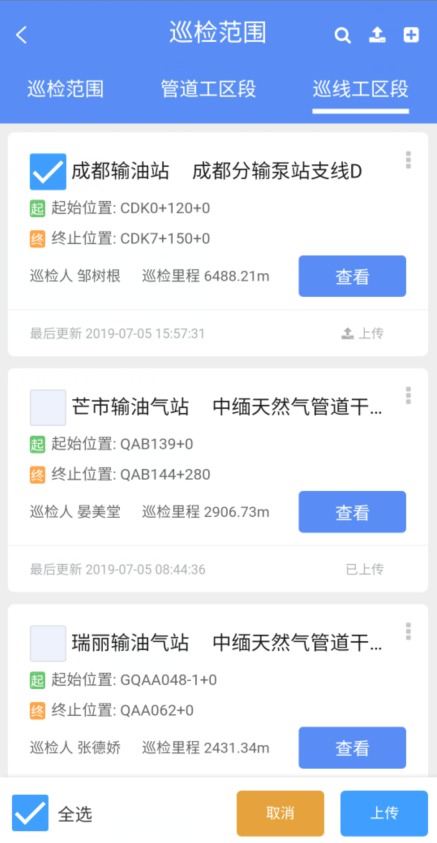 巡检范围
巡检范围 管道工区段 巡线工区段
成都输油站 成都分输泵站支线D
起 起始位置: CDK0+120+0
终 终止位置: CDK7+150+0
巡检人 邹树根 巡检里程 6488.21m 查看
最后更新 2019-07-05 15:57:31 上传
芒市输油气站 中缅天然气管道干...
起 起始位置: QAB139+0
终 终止位置: QAB144+280
巡检人 晏美堂 巡检里程 2906.73m 查看
最后更新 2019-07-05 08:44:36 已上传
瑞丽输油气站 中缅天然气管道干...
起 起始位置: GQAA048-1+0
终 终止位置: QAA062+0
巡检人 张德娇 巡检里程 2431.34m 查看
全选 取消 上传